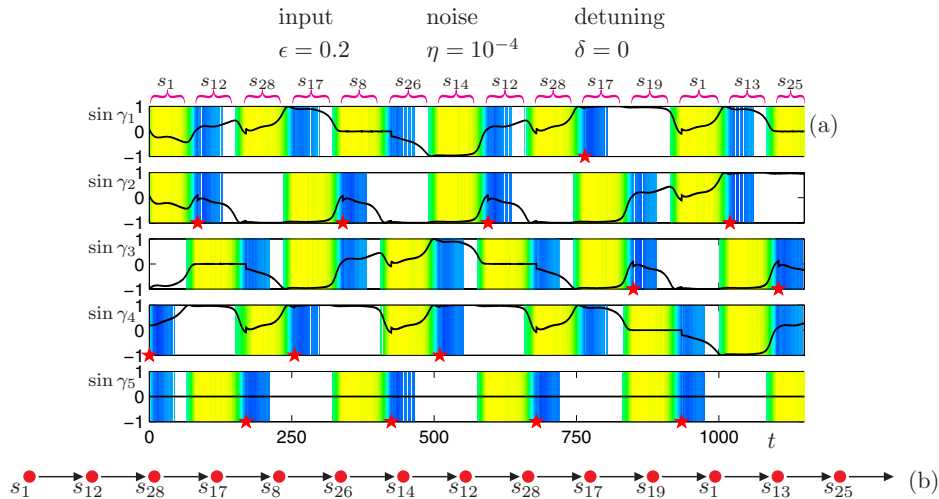 input noise detuning
ϵ = 0.2 η = 10⁻⁴ δ = 0
s₁ s₁₂ s₂₈ s₁₇ s₈ s₂₆ s₁₄ s₁₂ s₂₈ s₁₇ s₁₉ s₁ s₁₃ s₂₅
sin γ₁ 1 0 −1 (a)
sin γ₂ 1 0 −1
sin γ₃ 1 0 −1
sin γ₄ 1 0 −1
sin γ₅ 1 0 −1
0 250 500 750 1000 t
s₁ s₁₂ s₂₈ s₁₇ s₈ s₂₆ s₁₄ s₁₂ s₂₈ s₁₇ s₁₉ s₁ s₁₃ s₂₅ (b)